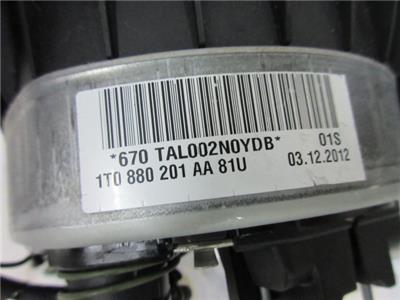 *670 TAL002N0YDB* 01S
1T0 880 201 AA 81U 03.12.2012